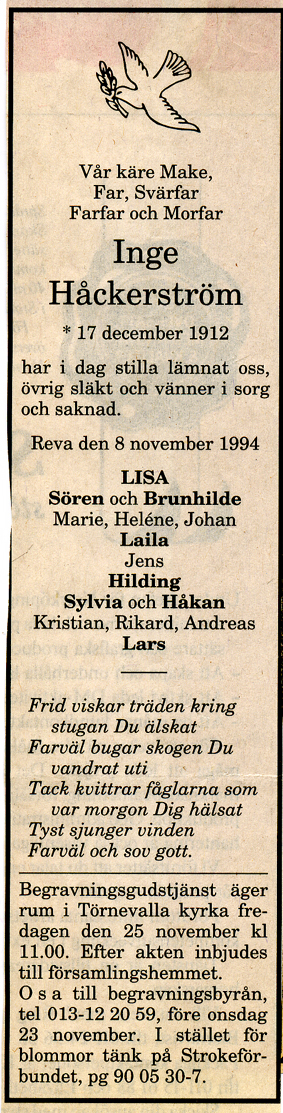 Vår käre Make,
Far, Svärfar
Farfar och Morfar
Inge
Håckerström
* 17 december 1912
har i dag stilla lämnat oss,
övrig släkt och vänner i sorg
och saknad.
Reva den 8 november 1994
LISA
Sören och Brunhilde
Marie, Heléne, Johan
Laila
Jens
Hilding
Sylvia och Håkan
Kristian, Rikard, Andreas
Lars
Frid viskar träden kring
stugan Du älskat
Farväl bugar skogen Du
vandrat uti
Tack kvittrar fåglarna som
var morgon Dig hälsat
Tyst sjunger vinden
Farväl och sov gott.
Begravningsgudstjänst äger
rum i Törnevalla kyrka fre-
dagen den 25 november kl
11.00. Efter akten inbjudes
till församlingshemmet.
O s a till begravningsbyrån,
tel 013-12 20 59, före onsdag
23 november. I stället för
blommor tänk på Strokeför-
bundet, pg 90 05 30-7.